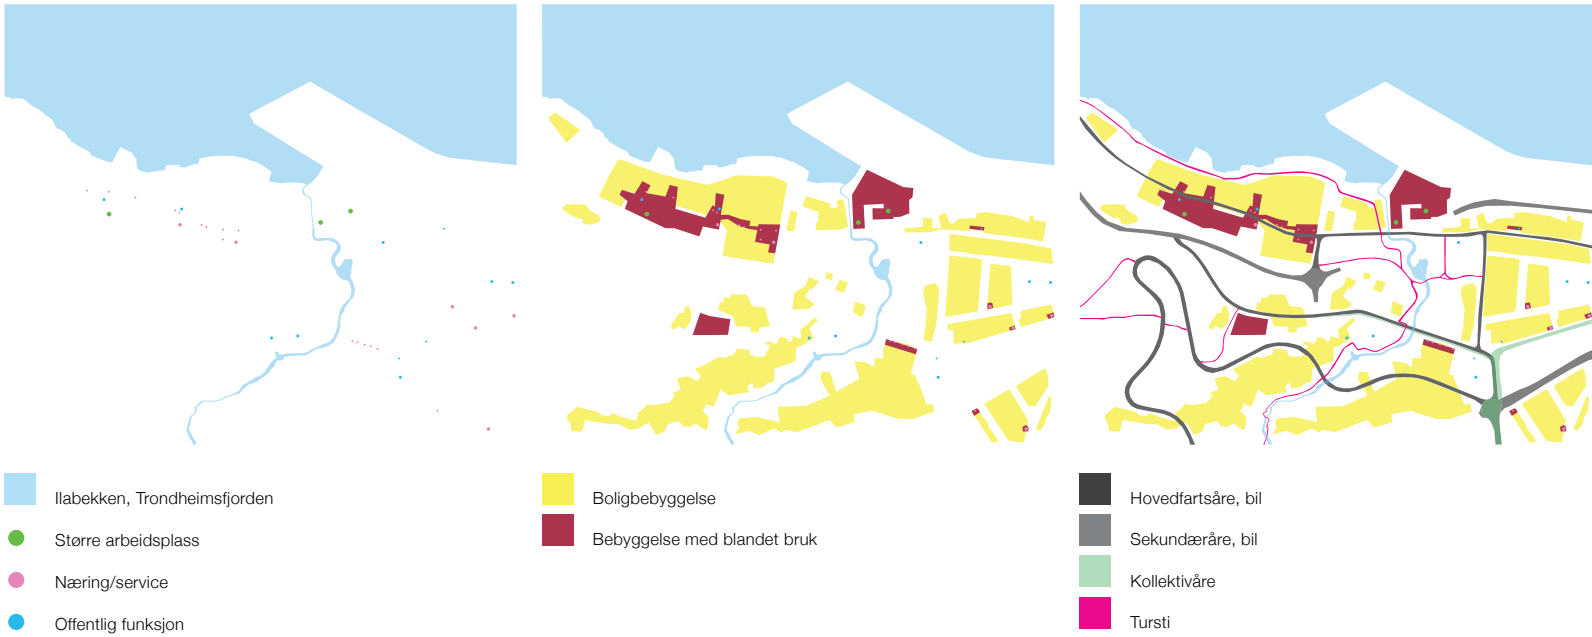 Ilabekken, Trondheimsfjorden
Større arbeidsplass
Næring/service
Offentlig funksjon
Boligbebyggelse
Bebyggelse med blandet bruk
Hovedfartsåre, bil
Sekundæråre, bil
Kollektivåre
Tursti